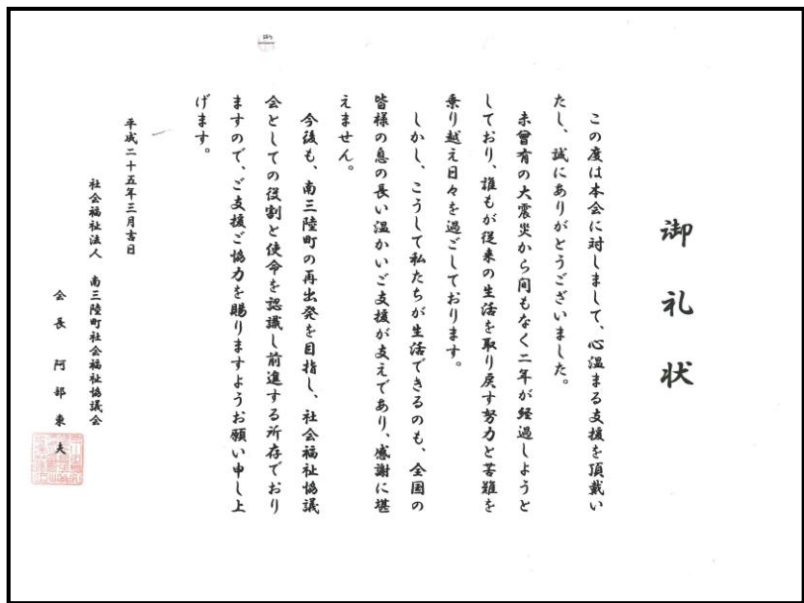 御礼状
この度は本会に対しまして、心温まる支援を頂戴い
たし、誠にありがとうございました。
未曾有の大震災から間もなく二年が経過しようと
しており、誰もが従来の生活を取り戻す努力と苦難を
乗り越え日々を過ごしております。
しかし、こうして私たちが生活できるのも、全国の
皆様の息の長い温かいご支援が支えであり、感謝に堪
えません。
今後も、南三陸町の再出発を目指し、社会福祉協議
会としての役割と使命を認識し前進する所存でおり
ますので、ご支援ご協力を賜りますようお願い申し上
げます。
平成二十五年三月吉日
社会福祉法人　南三陸町社会福祉協議会
会長　阿部東夫